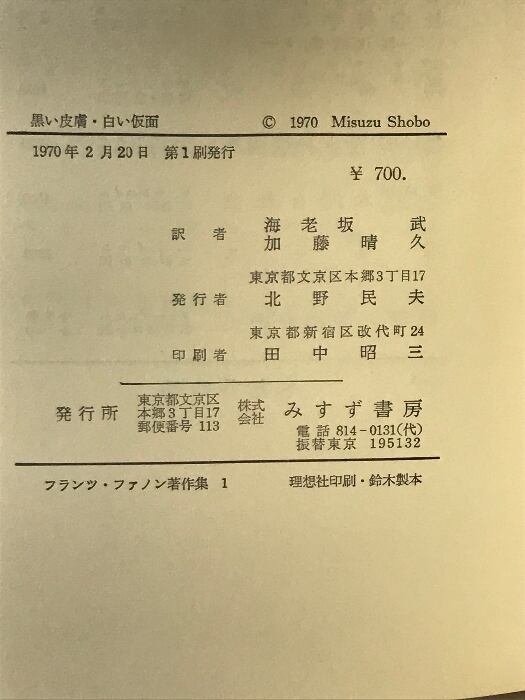 黒い皮膚・白い仮面 © 1970 Misuzu Shobo
1970年2月20日 第1刷発行
¥ 700.
訳者 海老坂 武
加藤晴久
東京都文京区本郷3丁目17
発行者 北野民夫
東京都新宿区改代町24
印刷者 田中昭三
発行所 東京都文京区本郷3丁目17 郵便番号 113 株式会社 みすず書房
電話 814-0131(代)
振替東京 195132
フランツ・ファノン著作集 1 理想社印刷・鈴木製本